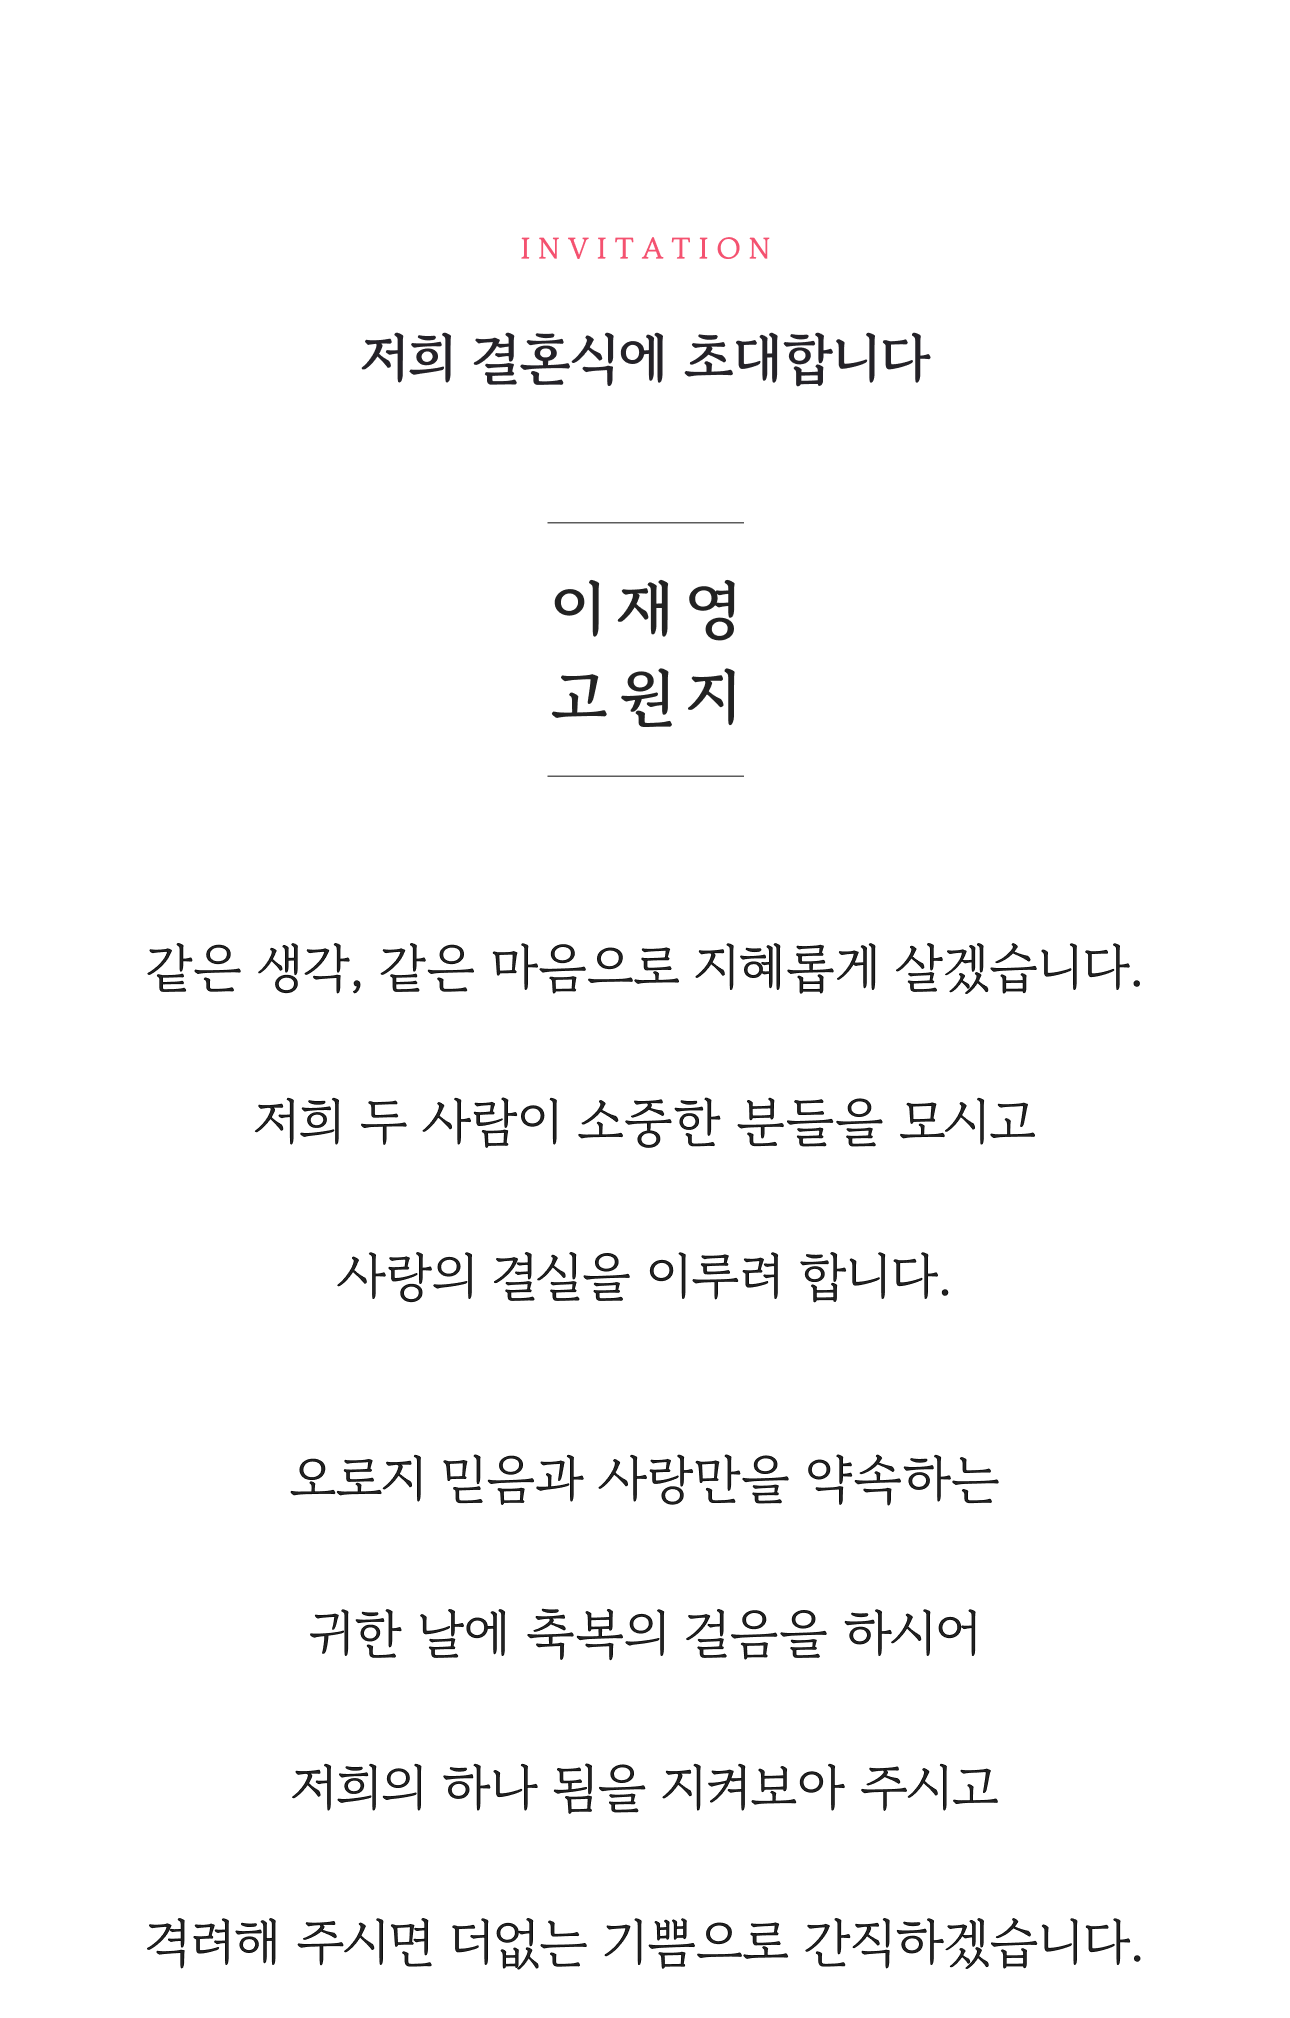 INVITATION
저희 결혼식에 초대합니다
이재영
고원지
같은 생각, 같은 마음으로 지혜롭게 살겠습니다.
저희 두 사람이 소중한 분들을 모시고
사랑의 결실을 이루려 합니다.
오로지 믿음과 사랑만을 약속하는
귀한 날에 축복의 걸음을 하시어
저희의 하나 됨을 지켜보아 주시고
격려해 주시면 더없는 기쁨으로 간직하겠습니다.